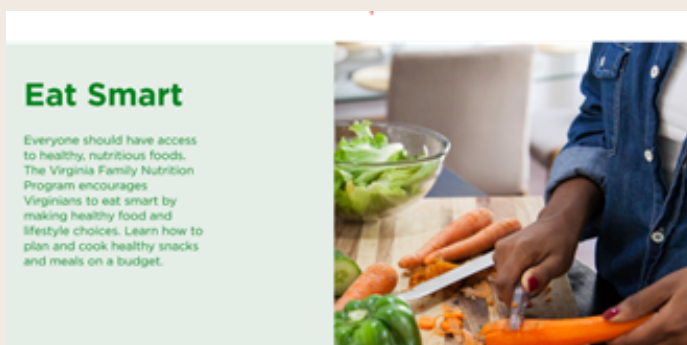 Eat Smart
Everyone should have access
to healthy, nutritious foods.
The Virginia Family Nutrition
Program encourages
Virginians to eat smart by
making healthy food and
lifestyle choices. Learn how to
plan and cook healthy snacks
and meals on a budget.